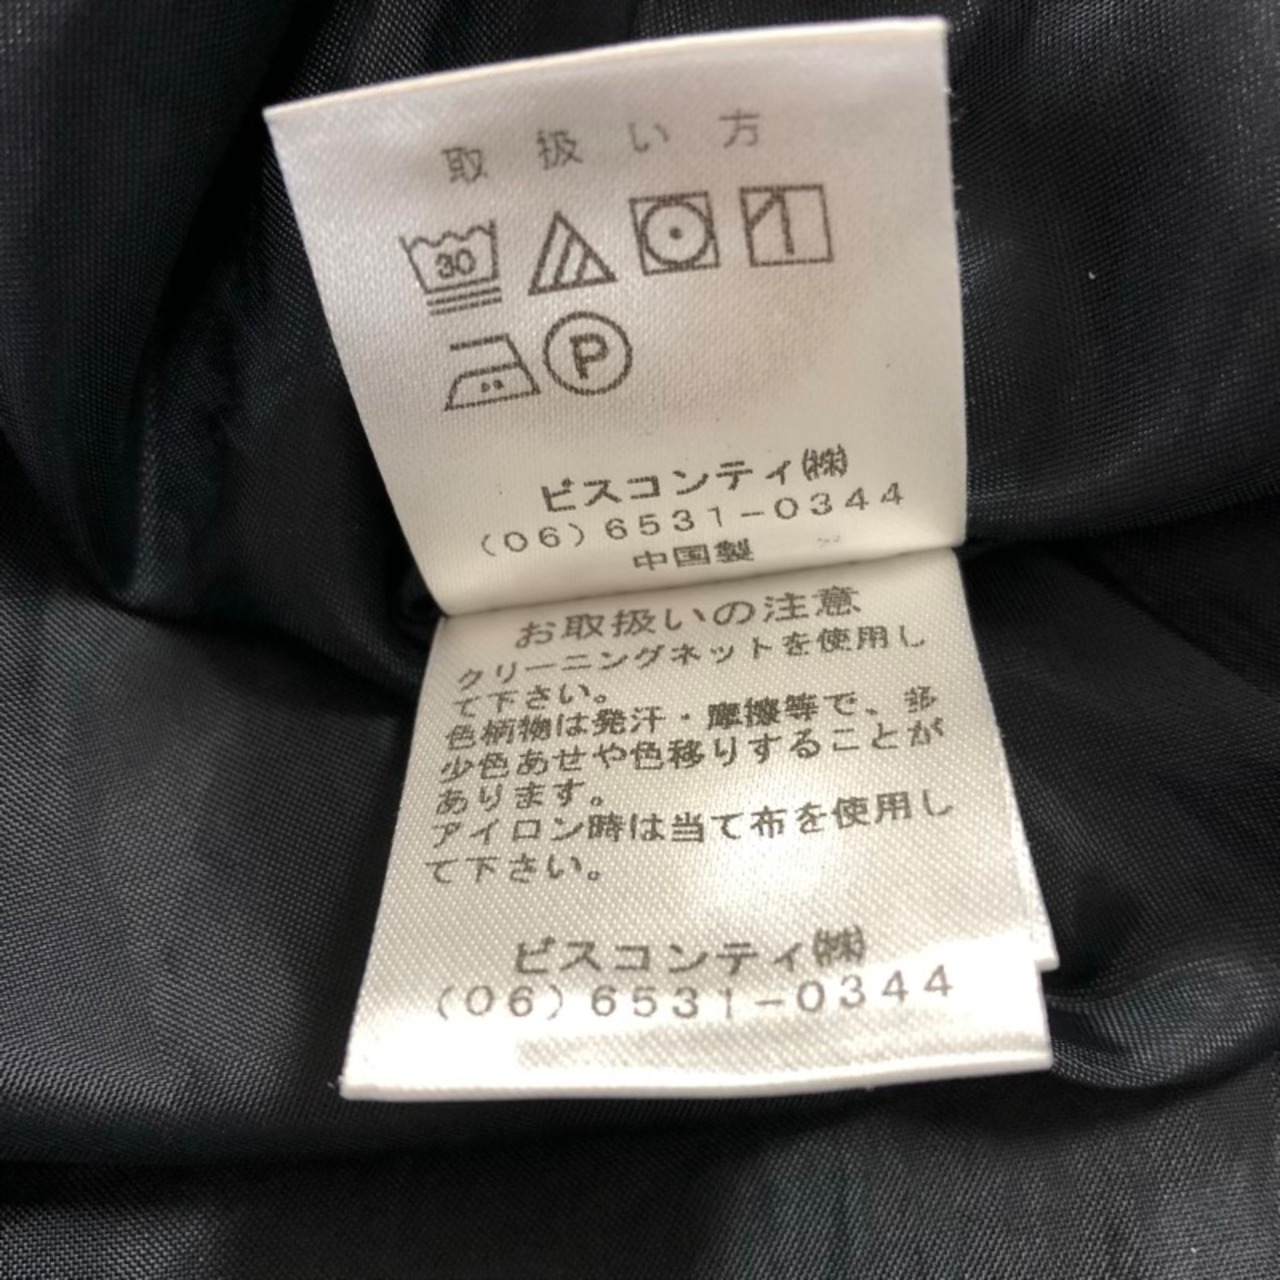 取扱い方
30
P
ビスコンティ㈱
(06)6531-0344
中国製
お取扱いの注意
クリーニングネットを使用し
て下さい。
色柄物は発汗・摩擦等で、多
少色あせや色移りすることが
あります。
アイロン時は当て布を使用し
て下さい。
ビスコンティ㈱
(06)6531-0344